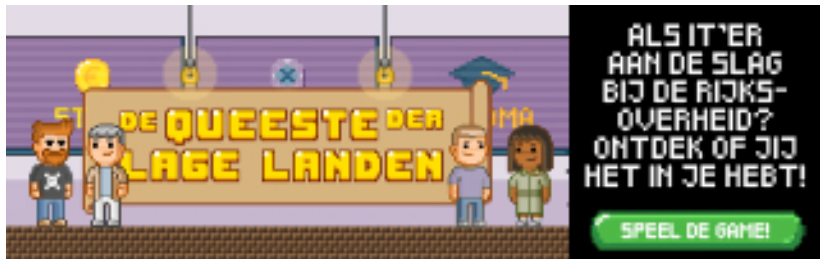 DE QUEESTE DER
LAGE LANDEN
ALS IT'ER
AAN DE SLAG
BIJ DE RIJKS-
OVERHEID?
ONTDEK OF JIJ
HET IN JE HEBT!
SPEEL DE GAME!